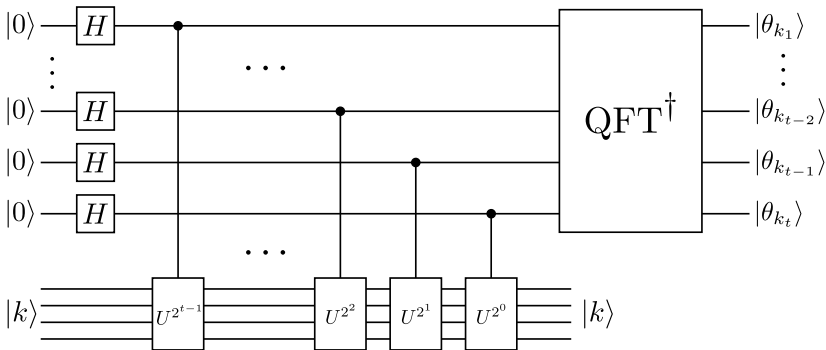 |0⟩ H |θ_{k_1}⟩
⋮ ⋯ ⋮
|0⟩ H QFT^† |θ_{k_{t−2}}⟩
|0⟩ H |θ_{k_{t−1}}⟩
|0⟩ H |θ_{k_t}⟩
⋯
|k⟩ U^{2^{t−1}} U^{2^2} U^{2^1} U^{2^0} |k⟩